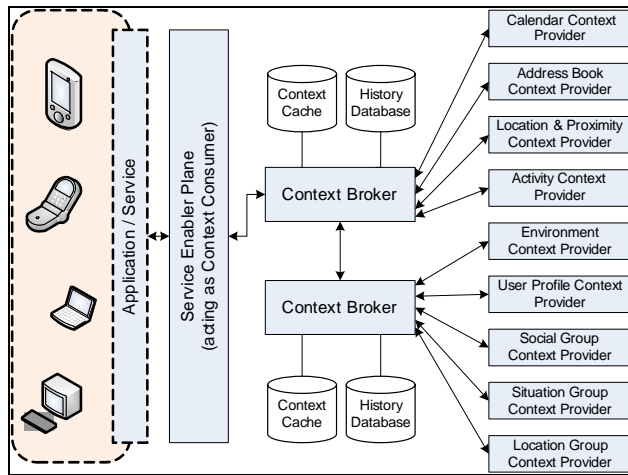 Application / Service
Service Enabler Plane
(acting as Context Consumer)
Context
Cache
History
Database
Context Broker
Context Broker
Context
Cache
History
Database
Calendar Context
Provider
Address Book
Context Provider
Location & Proximity
Context Provider
Activity Context
Provider
Environment
Context Provider
User Profile Context
Provider
Social Group
Context Provider
Situation Group
Context Provider
Location Group
Context Provider